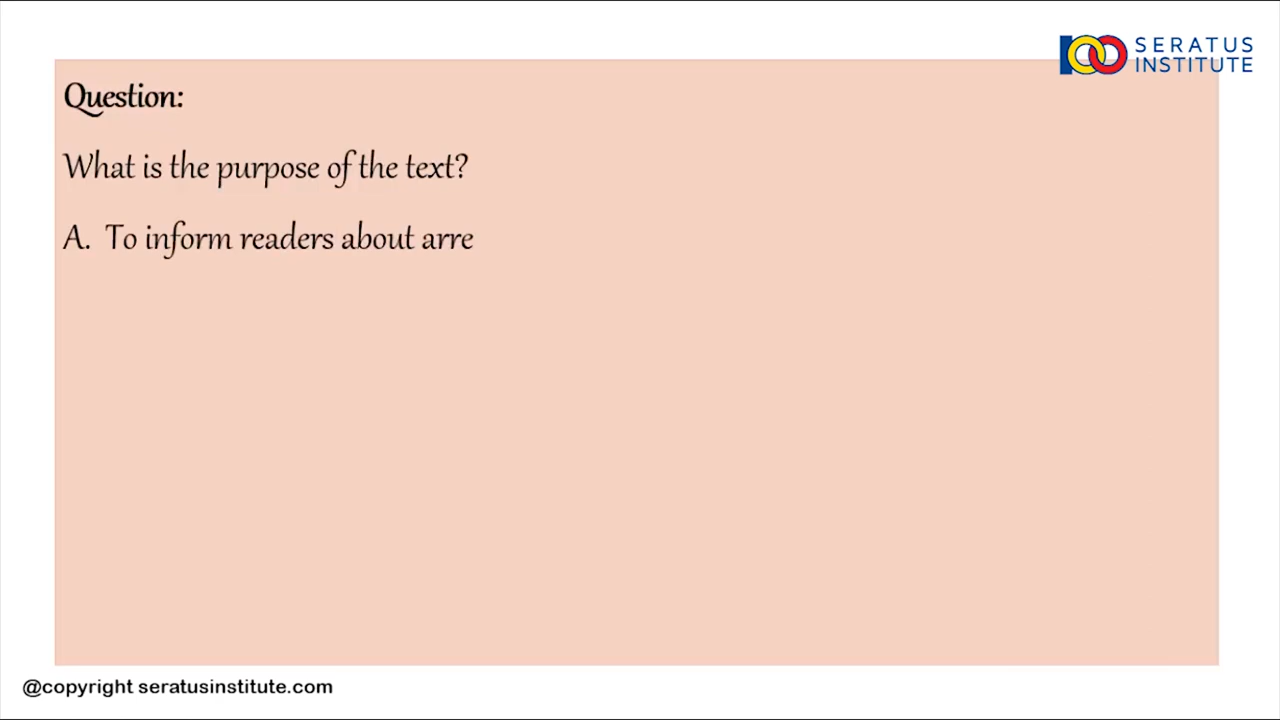 SERATUS
INSTITUTE
Question:
What is the purpose of the text?
A. To inform readers about arre
@copyright seratusinstitute.com